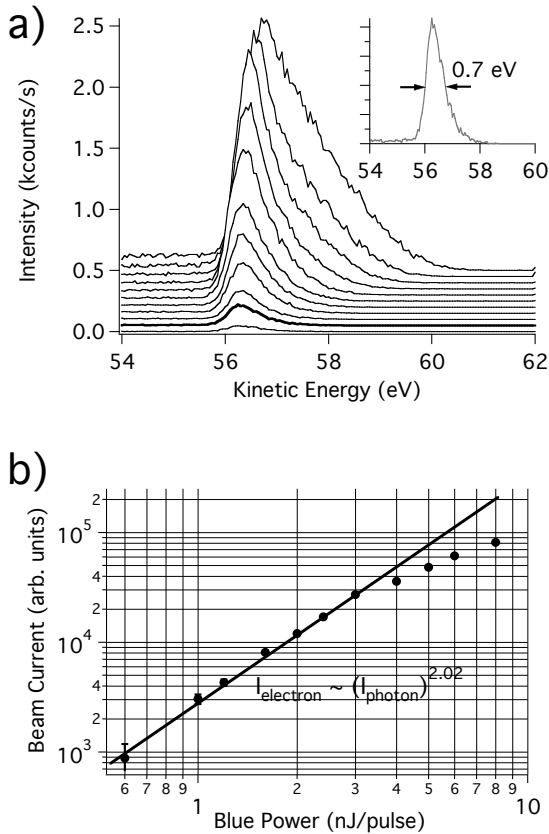 a)
2.5
2.0
1.5
1.0
0.5
0.0
Intensity (kcounts/s)
54 56 58 60 62
Kinetic Energy (eV)
0.7 eV
54 56 58 60
b)
2
10^5
4
2
10^4
4
2
10^3
Beam Current (arb. units)
I_electron ~ (I_photon)^2.02
6 7 8 9 2 3 4 5 6 7 8 9
1 10
Blue Power (nJ/pulse)